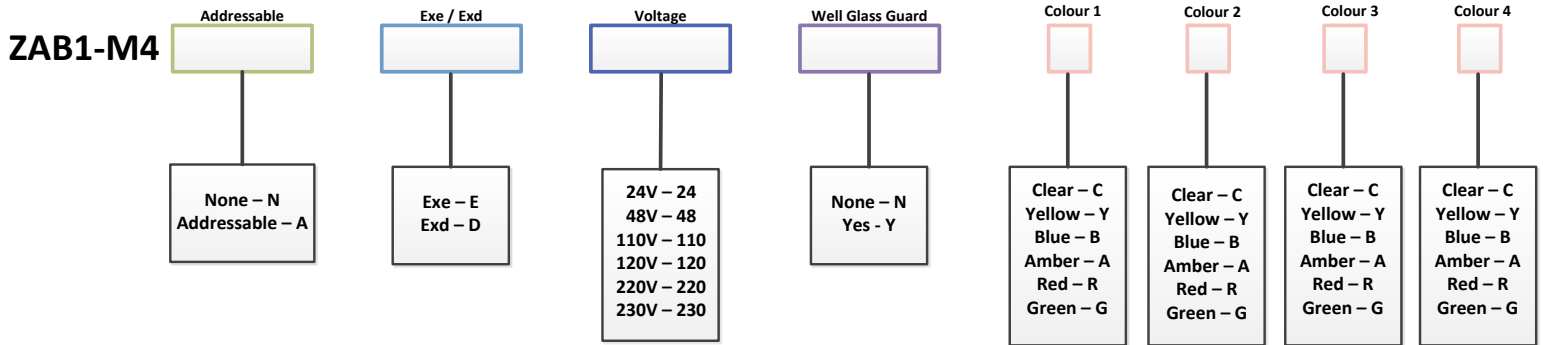 Addressable
Exe / Exd
Voltage
Well Glass Guard
Colour 1
Colour 2
Colour 3
Colour 4
ZAB1-M4
None – N
Addressable – A
Exe – E
Exd – D
24V – 24
48V – 48
110V – 110
120V – 120
220V – 220
230V – 230
None – N
Yes - Y
Clear – C
Yellow – Y
Blue – B
Amber – A
Red – R
Green – G
Clear – C
Yellow – Y
Blue – B
Amber – A
Red – R
Green – G
Clear – C
Yellow – Y
Blue – B
Amber – A
Red – R
Green – G
Clear – C
Yellow – Y
Blue – B
Amber – A
Red – R
Green – G